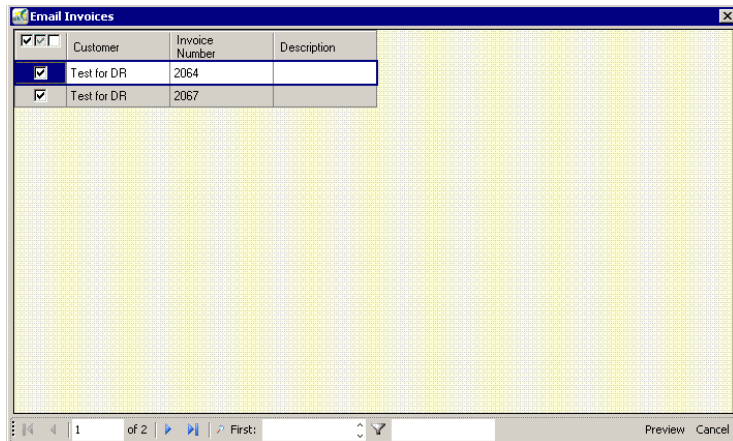 Email Invoices
Customer Invoice Number Description
Test for DR 2064
Test for DR 2067
1 of 2 First: Preview Cancel